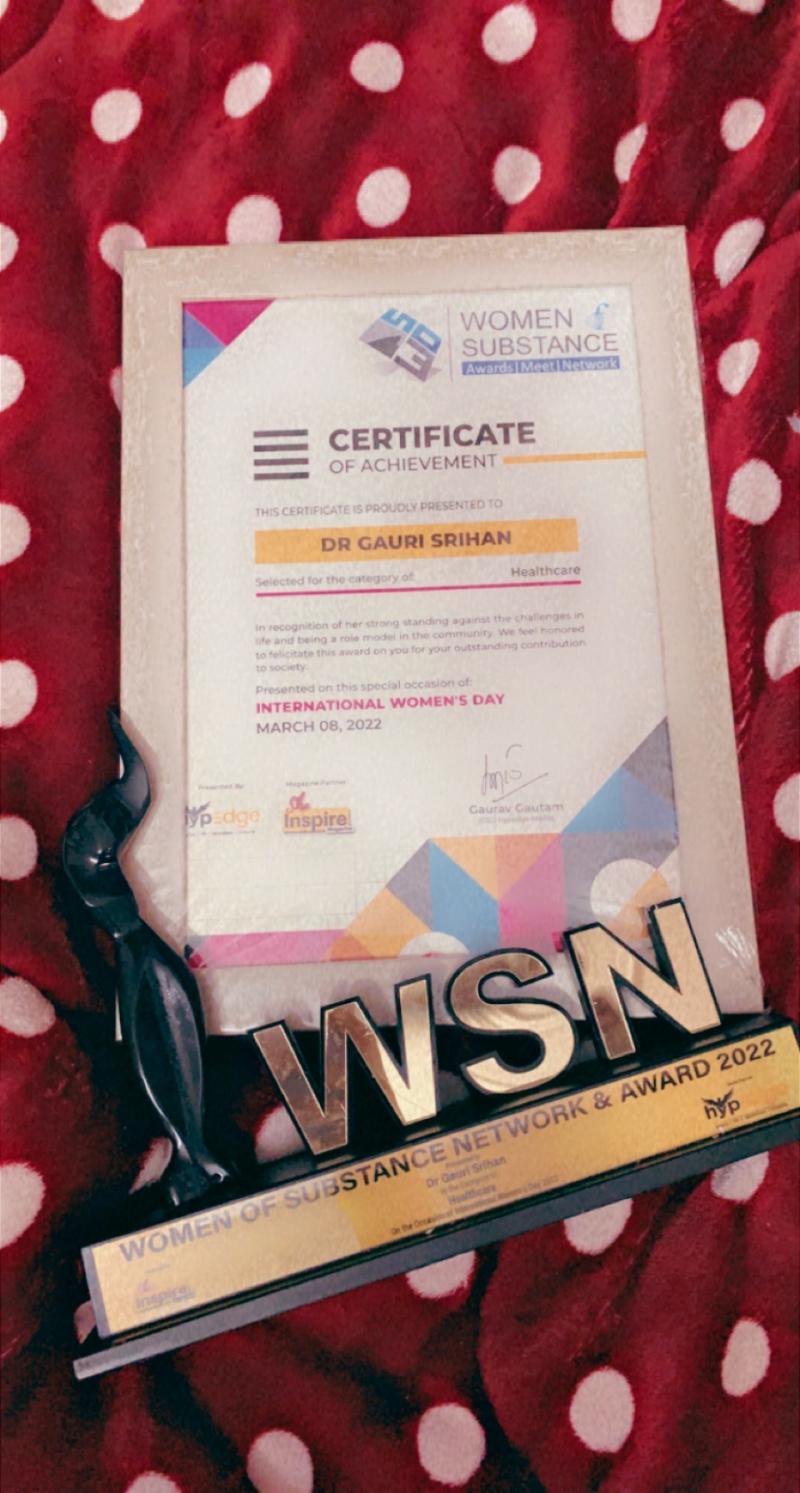 WOMEN of
SUBSTANCE
Awards | Meet | Network
CERTIFICATE
OF ACHIEVEMENT
THIS CERTIFICATE IS PROUDLY PRESENTED TO
DR GAURI SRIHAN
Selected for the category of: Healthcare
In recognition of her strong standing against the challenges in
life and being a role model in the community. We feel honored
to felicitate this award on you for your outstanding contribution
to society.
Presented on this special occasion of:
INTERNATIONAL WOMEN'S DAY
MARCH 08, 2022
Presented By Magazine Partner
ypEdge Inspire!
Magazine
Gaurav Gautam
WSN
WOMEN OF SUBSTANCE NETWORK & AWARD 2022
Dr Gauri Srihan
Healthcare
hyp
Inspire!